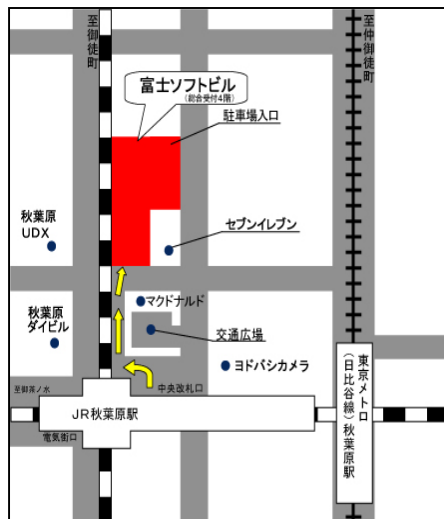 至御徒町
至仲御徒町
富士ソフトビル
(総合受付4階)
駐車場入口
秋葉原
UDX
セブンイレブン
マクドナルド
秋葉原
ダイビル
交通広場
ヨドバシカメラ
至御茶ノ水
中央改札口
JR秋葉原駅
電気街口
東京メトロ
(日比谷線)秋葉原駅